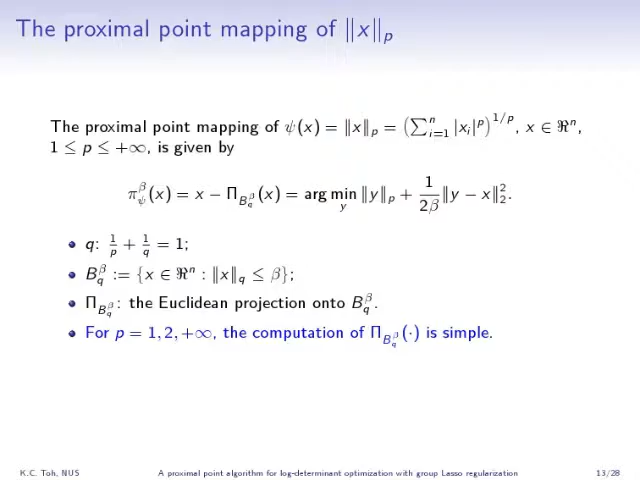 The proximal point mapping of ‖x‖_p
The proximal point mapping of ψ(x) = ‖x‖_p = (∑_{i=1}^n |x_i|^p)^{1/p}, x ∈ ℜ^n,
1 ≤ p ≤ +∞, is given by
π_ψ^β(x) = x − Π_{B_q^β}(x) = arg min_y ‖y‖_p + \frac{1}{2β}‖y − x‖_2^2.
• q: \frac{1}{p} + \frac{1}{q} = 1;
• B_q^β := {x ∈ ℜ^n : ‖x‖_q ≤ β};
• Π_{B_q^β}: the Euclidean projection onto B_q^β.
• For p = 1, 2, +∞, the computation of Π_{B_q^β}(·) is simple.
K.C. Toh, NUS A proximal point algorithm for log-determinant optimization with group Lasso regularization 13/28